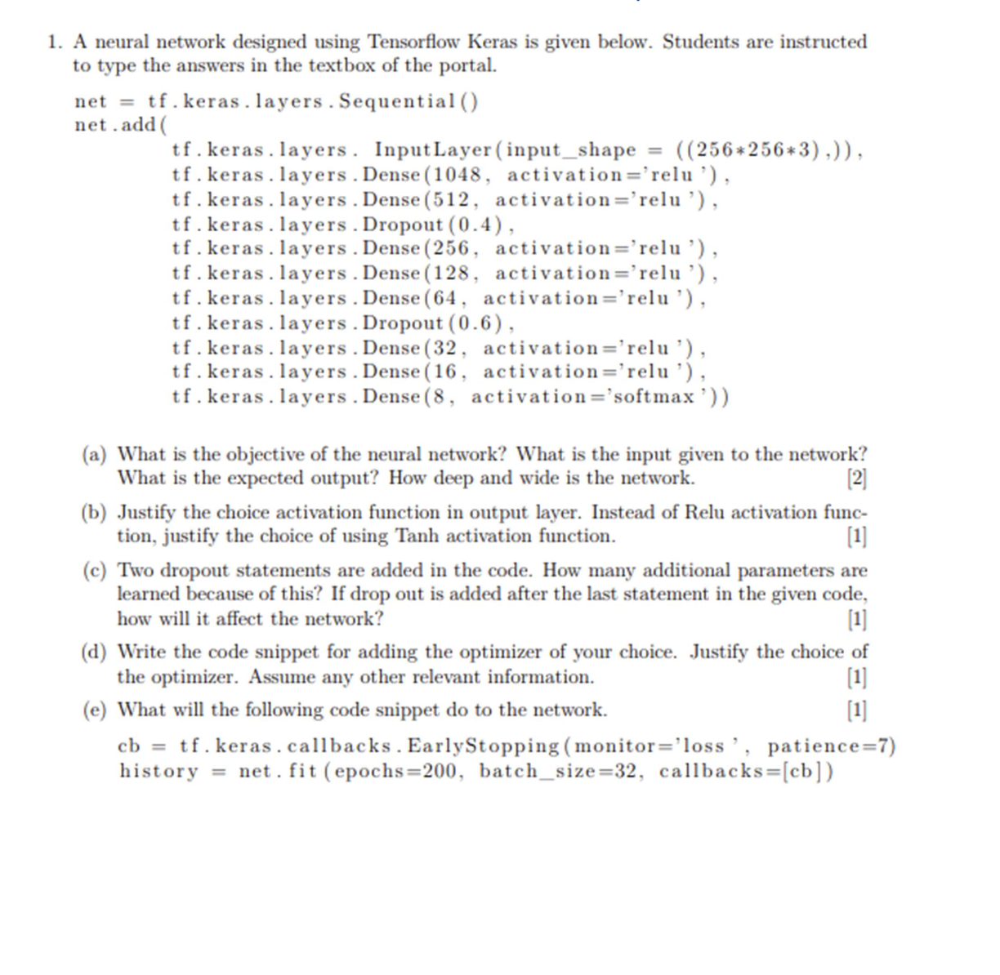 1. A neural network designed using Tensorflow Keras is given below. Students are instructed
to type the answers in the textbox of the portal.
net = tf.keras.layers.Sequential()
net.add(
tf.keras.layers. InputLayer(input_shape = ((256*256*3),)),
tf.keras.layers.Dense(1048, activation='relu'),
tf.keras.layers.Dense(512, activation='relu'),
tf.keras.layers.Dropout(0.4),
tf.keras.layers.Dense(256, activation='relu'),
tf.keras.layers.Dense(128, activation='relu'),
tf.keras.layers.Dense(64, activation='relu'),
tf.keras.layers.Dropout(0.6),
tf.keras.layers.Dense(32, activation='relu'),
tf.keras.layers.Dense(16, activation='relu'),
tf.keras.layers.Dense(8, activation='softmax'))
(a) What is the objective of the neural network? What is the input given to the network?
What is the expected output? How deep and wide is the network. [2]
(b) Justify the choice activation function in output layer. Instead of Relu activation func-
tion, justify the choice of using Tanh activation function. [1]
(c) Two dropout statements are added in the code. How many additional parameters are
learned because of this? If drop out is added after the last statement in the given code,
how will it affect the network? [1]
(d) Write the code snippet for adding the optimizer of your choice. Justify the choice of
the optimizer. Assume any other relevant information. [1]
(e) What will the following code snippet do to the network. [1]
cb = tf.keras.callbacks.EarlyStopping(monitor='loss', patience=7)
history = net.fit(epochs=200, batch_size=32, callbacks=[cb])